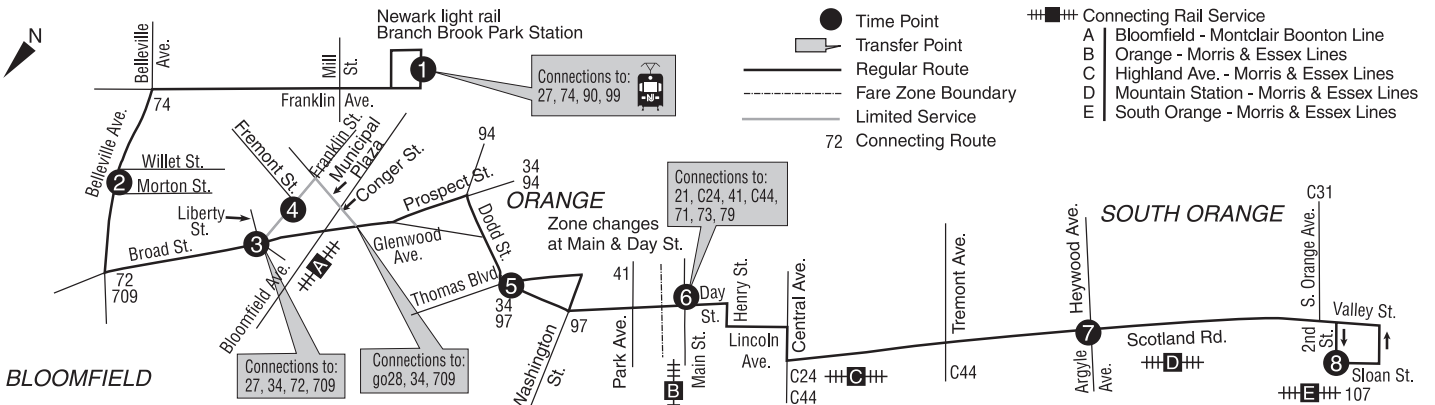 N
Belleville
Ave.
Mill
St.
Newark light rail
Branch Brook Park Station
1
Connections to:
27, 74, 90, 99
Time Point
Transfer Point
Regular Route
Fare Zone Boundary
Limited Service
72 Connecting Route
Connecting Rail Service
A Bloomfield - Montclair Boonton Line
B Orange - Morris & Essex Lines
C Highland Ave. - Morris & Essex Lines
D Mountain Station - Morris & Essex Lines
E South Orange - Morris & Essex Lines
74
Franklin Ave.
Belleville Ave.
Willet St.
2
Morton St.
Fremont St.
Franklin St.
Municipal
Plaza
Conger St.
4
Liberty
St.
3
Broad St.
72
709
Bloomfield Ave.
A
Prospect St.
94
34
94
Glenwood
Ave.
Dodd St.
ORANGE
Thomas Blvd.
5
34
97
97
Washington
St.
Zone changes
at Main & Day St.
Connections to:
21, C24, 41, C44,
71, 73, 79
41
Park Ave.
6
Day
St.
Main St.
B
Henry St.
Lincoln
Ave.
Central Ave.
C24
C44
C
Tremont Ave.
C44
Heywood Ave.
7
Argyle
Ave.
SOUTH ORANGE
Scotland Rd.
D
C31
S. Orange Ave.
Valley St.
2nd
St.
8
Sloan St.
E
107
Connections to:
27, 34, 72, 709
Connections to:
go28, 34, 709
BLOOMFIELD